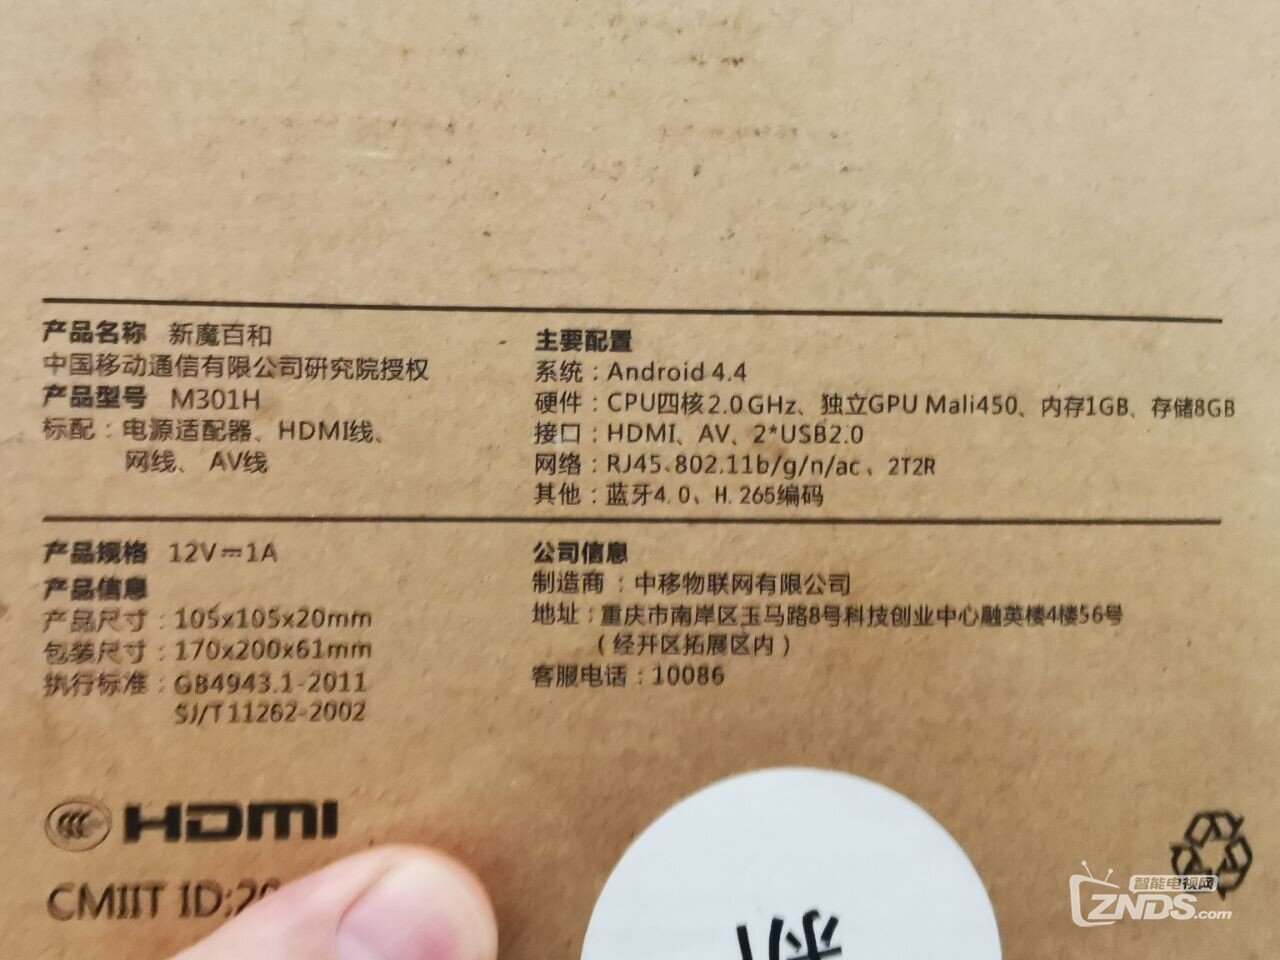 产品名称 新魔百和
中国移动通信有限公司研究院授权
产品型号 M301H
标配：电源适配器、HDMI线、
网线、AV线
主要配置
系统：Android 4.4
硬件：CPU四核2.0GHz、独立GPU Mali450、内存1GB、存储8GB
接口：HDMI、AV、2*USB2.0
网络：RJ45、802.11b/g/n/ac、2T2R
其他：蓝牙4.0、H.265编码
产品规格 12V⎓1A
产品信息
产品尺寸：105x105x20mm
包装尺寸：170x200x61mm
执行标准：GB4943.1-2011
SJ/T11262-2002
公司信息
制造商：中移物联网有限公司
地址：重庆市南岸区玉马路8号科技创业中心融英楼4楼56号
（经开区拓展区内）
客服电话：10086
CCC HDMI
CMIIT ID:20
智能电视网
ZNDS.com